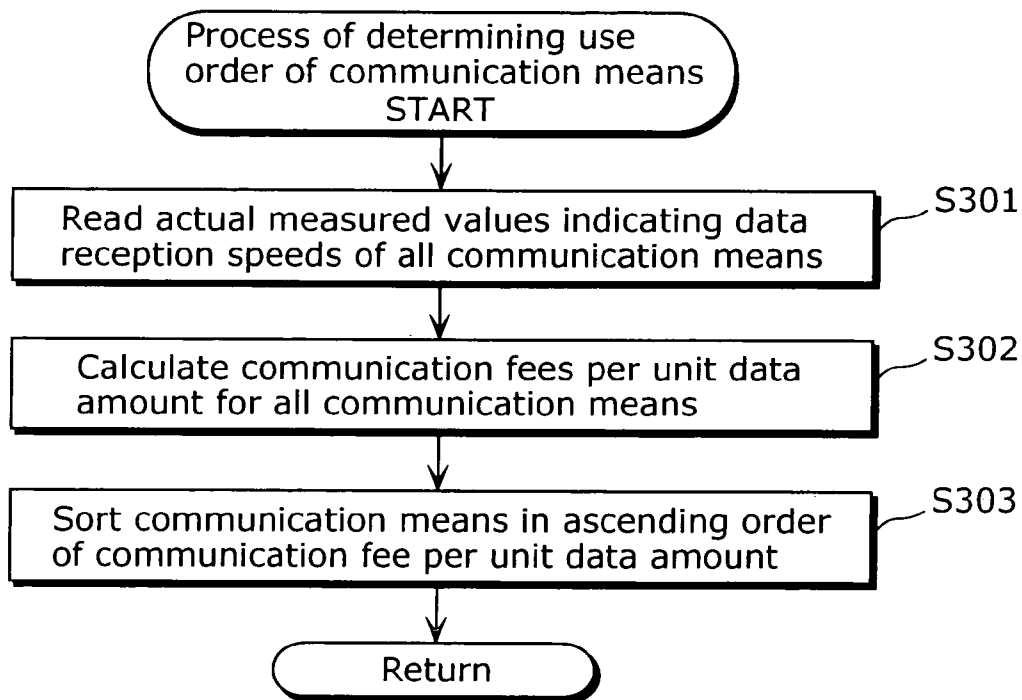 Process of determining use
order of communication means
START
Read actual measured values indicating data
reception speeds of all communication means
S301
Calculate communication fees per unit data
amount for all communication means
S302
Sort communication means in ascending order
of communication fee per unit data amount
S303
Return